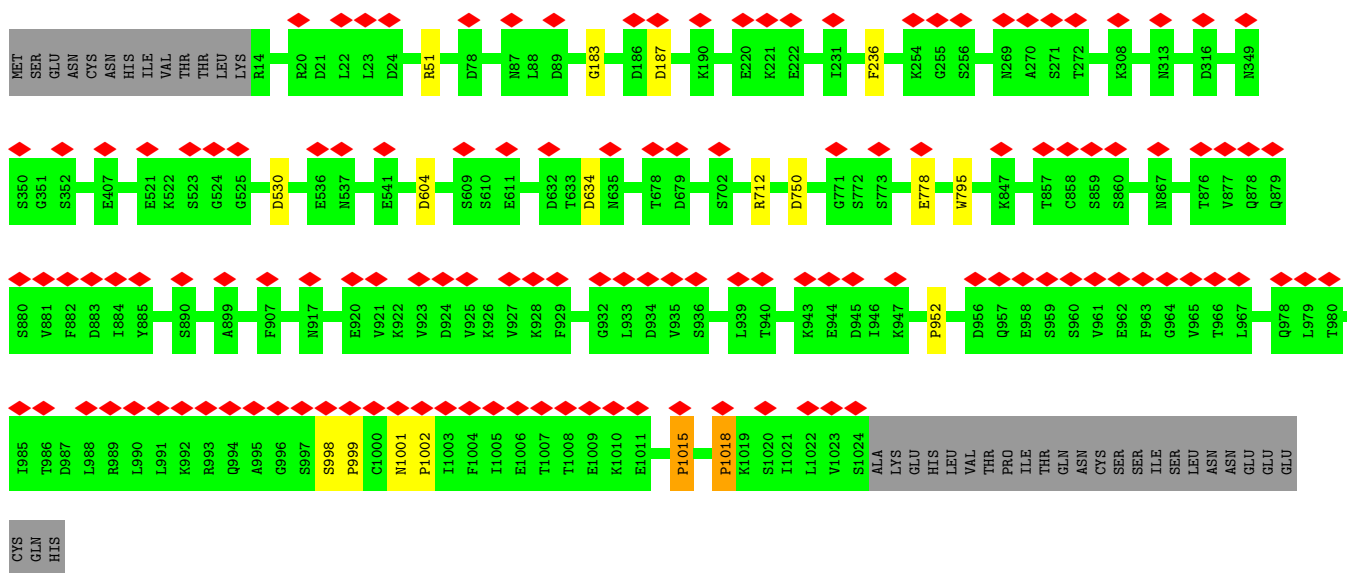 MET SER GLU ASN CYS ASN HIS ILE VAL THR THR LEU LYS R14 R20 D21 L22 L23 D24 R51 D78 N87 L88 D89 G183 D186 D187 K190 E220 K221 E222 I231 F236 K254 G255 S256 N269 A270 S271 T272 K308 N313 D316 N349
S350 G351 S352 E407 E521 K522 S523 G524 G525 D530 E536 N537 E541 D604 S609 S610 E611 D632 T633 D634 N635 T678 D679 S702 R712 D750 G771 S772 S773 E778 W795 K847 T857 C858 S859 S860 N867 T876 V877 Q878 Q879
S880 V881 F882 D883 I884 Y885 S890 A899 F907 N917 E920 V921 K922 V923 D924 V925 K926 V927 K928 F929 G932 L933 D934 V935 S936 L939 T940 K943 E944 D945 I946 K947 P952 D956 Q957 E958 S959 S960 V961 E962 F963 G964 V965 T966 L967 Q978 L979 T980
I985 T986 D987 L988 R989 L990 L991 K992 R993 Q994 A995 G996 S997 S998 P999 C1000 N1001 P1002 I1003 F1004 I1005 E1006 T1007 T1008 E1009 K1010 E1011 P1015 P1018 K1019 S1020 I1021 L1022 V1023 S1024 ALA LYS GLU HIS LEU VAL THR PRO ILE THR GLN ASN CYS SER SER ILE SER LEU ASN ASN GLU GLU GLU
CYS GLN HIS